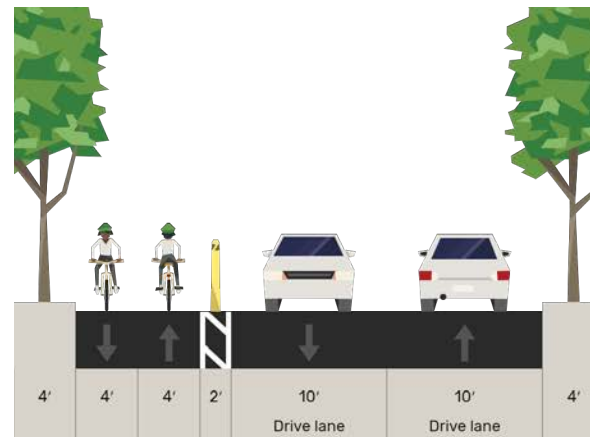 4′ 4′ 4′ 2′ 10′ 10′ 4′
Drive lane Drive lane